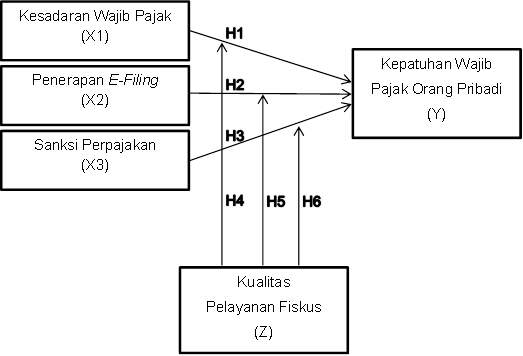 Kesadaran Wajib Pajak
(X1)
H1
Penerapan E-Filing
(X2)
H2
Kepatuhan Wajib
Pajak Orang Pribadi
(Y)
Sanksi Perpajakan
(X3)
H3
H4
H5
H6
Kualitas
Pelayanan Fiskus
(Z)